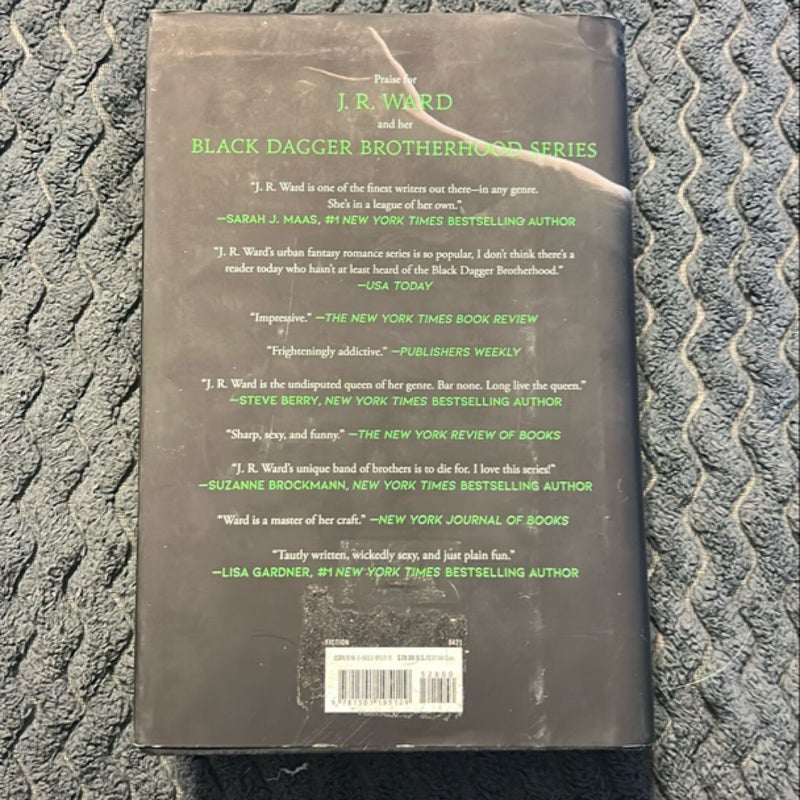 Praise for
J. R. WARD
and her
BLACK DAGGER BROTHERHOOD SERIES
“J. R. Ward is one of the finest writers out there—in any genre.
She’s in a league of her own.”
—SARAH J. MAAS, #1 NEW YORK TIMES BESTSELLING AUTHOR
“J. R. Ward’s urban fantasy romance series is so popular, I don’t think there’s a
reader today who hasn’t at least heard of the Black Dagger Brotherhood.”
—USA TODAY
“Impressive.” —THE NEW YORK TIMES BOOK REVIEW
“Frighteningly addictive.” —PUBLISHERS WEEKLY
“J. R. Ward is the undisputed queen of her genre. Bar none. Long live the queen.”
—STEVE BERRY, NEW YORK TIMES BESTSELLING AUTHOR
“Sharp, sexy, and funny.” —THE NEW YORK REVIEW OF BOOKS
“J. R. Ward’s unique band of brothers is to die for. I love this series!”
—SUZANNE BROCKMANN, NEW YORK TIMES BESTSELLING AUTHOR
“Ward is a master of her craft.” —NEW YORK JOURNAL OF BOOKS
“Tautly written, wickedly sexy, and just plain fun.”
—LISA GARDNER, #1 NEW YORK TIMES BESTSELLING AUTHOR
FICTION 0421
$28.00 U.S./$37.00 Can.
52800